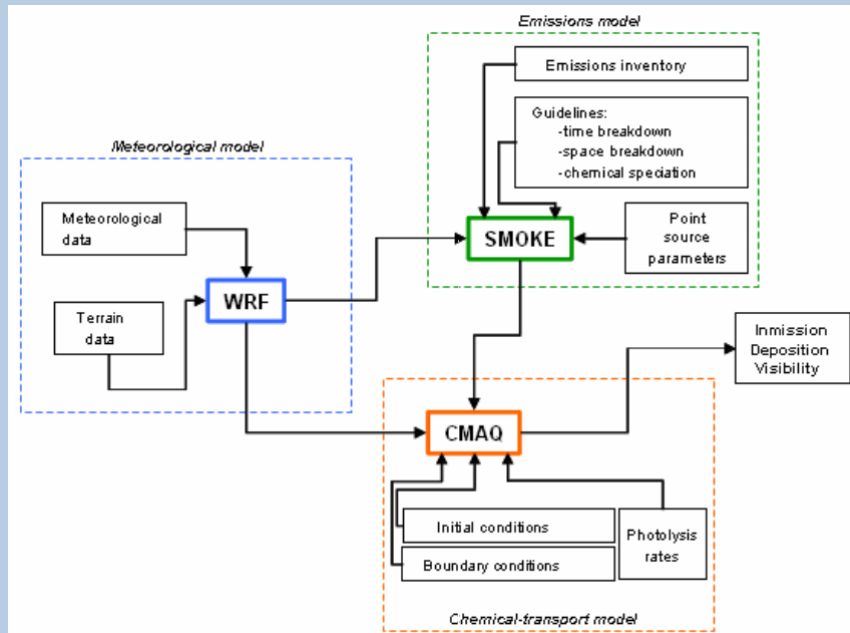 Emissions model
Emissions inventory
Guidelines:
-time breakdown
-space breakdown
-chemical speciation
Meteorological model
Meteorological
data
SMOKE
Point
source
parameters
WRF
Terrain
data
Inmission
Deposition
Visibility
CMAQ
Initial conditions
Boundary conditions
Photolysis
rates
Chemical-transport model